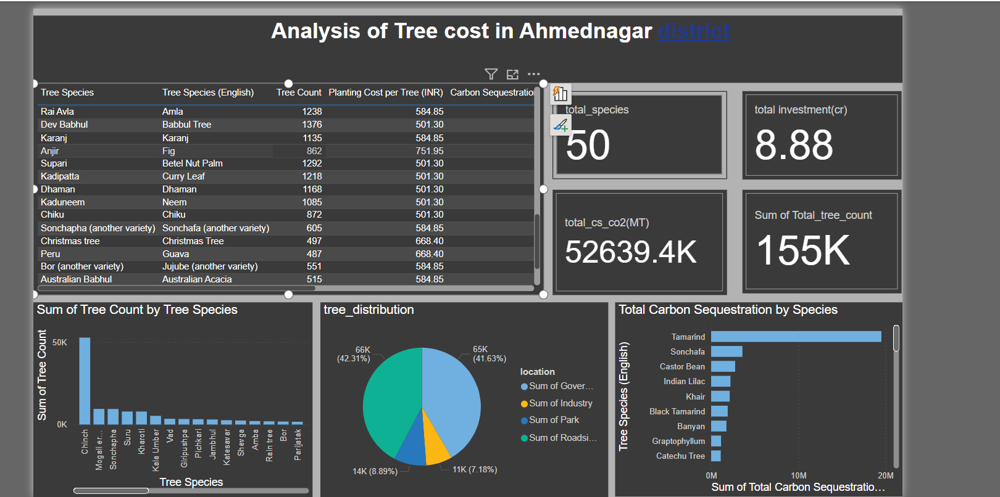 Analysis of Tree cost in Ahmednagar district
Tree Species Tree Species (English) Tree Count Planting Cost per Tree (INR) Carbon Sequestratio
Rai Avla Amla 1238 584.85
Dev Babhul Babbul Tree 1376 501.30
Karanj Karanj 1135 584.85
Anjir Fig 862 751.95
Supari Betel Nut Palm 1292 501.30
Kadipatta Curry Leaf 1218 501.30
Dhaman Dhaman 1168 501.30
Kaduneem Neem 1085 501.30
Chiku Chiku 872 501.30
Sonchapha (another variety) Sonchafa (another variety) 605 584.85
Christmas tree Christmas Tree 497 668.40
Peru Guava 487 668.40
Bor (another variety) Jujube (another variety) 551 584.85
Australian Babhul Australian Acacia 515 584.85
total_species
50
total investment(cr)
8.88
total_cs_co2(MT)
52639.4K
Sum of Total_tree_count
155K
Sum of Tree Count by Tree Species
Sum of Tree Count
50K
0K
Chinch
Mogali er...
Sonchapha
Suru
Kharoti
Kala Umber
Vad
Giripushpa
Pichkari
Jambhul
Katesavar
Shevga
Amba
Rain tree
Bor
Parijatak
Tree Species
tree_distribution
66K
(42.31%)
65K
(41.63%)
14K (8.89%)
11K (7.18%)
location
Sum of Gover...
Sum of Industry
Sum of Park
Sum of Roadsi...
Total Carbon Sequestration by Species
Tree Species (English)
Tamarind
Sonchafa
Castor Bean
Indian Lilac
Khair
Black Tamarind
Banyan
Graptophyllum
Catechu Tree
0M 10M 20M
Sum of Total Carbon Sequestratio...